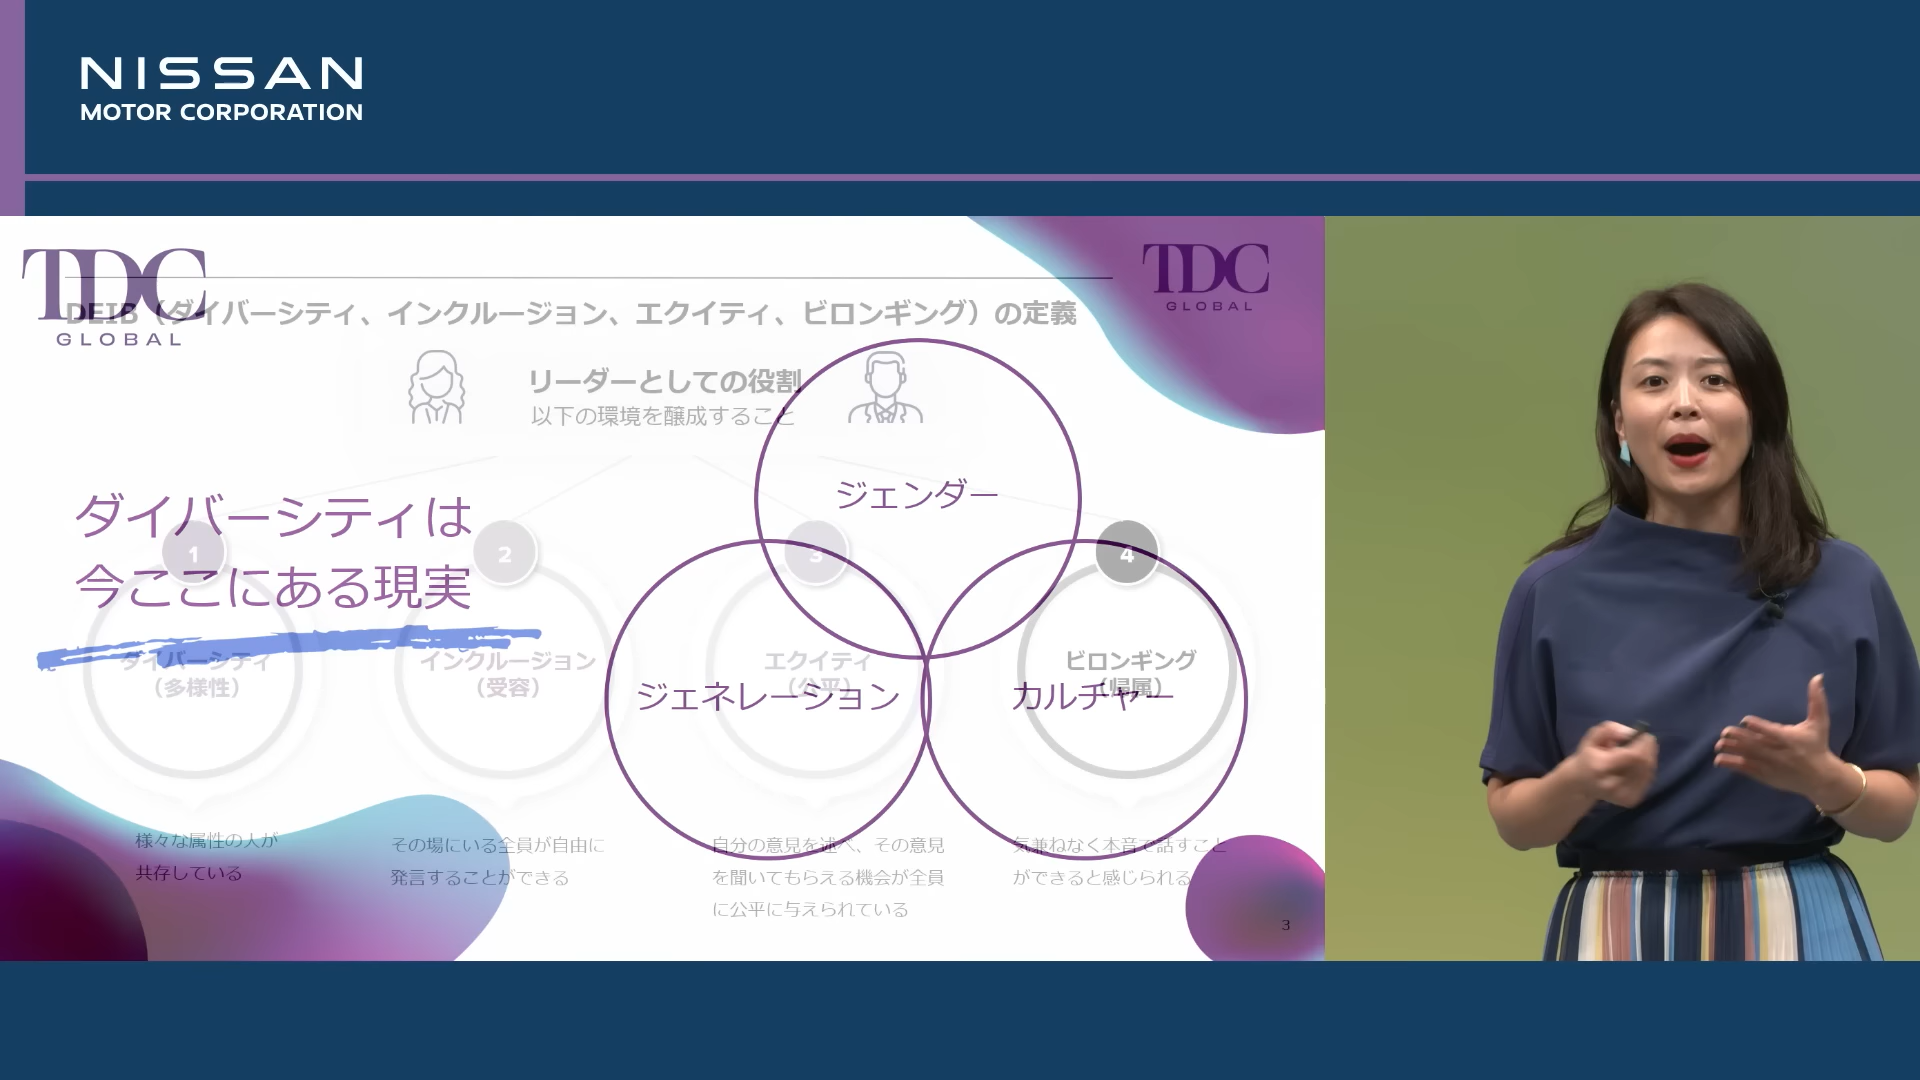 NISSAN
MOTOR CORPORATION
TDC
GLOBAL
TDC
GLOBAL
DEIB（ダイバーシティ、インクルージョン、エクイティ、ビロンギング）の定義
リーダーとしての役割
以下の環境を醸成すること
ジェンダー
ダイバーシティは
今ここにある現実
1
2
3
4
ダイバーシティ
（多様性）
インクルージョン
（受容）
エクイティ
（公平）
ビロンギング
（帰属）
ジェネレーション
カルチャー
様々な属性の人が
共存している
その場にいる全員が自由に
発言することができる
自分の意見を述べ、その意見
を聞いてもらえる機会が全員
に公平に与えられている
気兼ねなく本音で話すこと
ができると感じられる
3